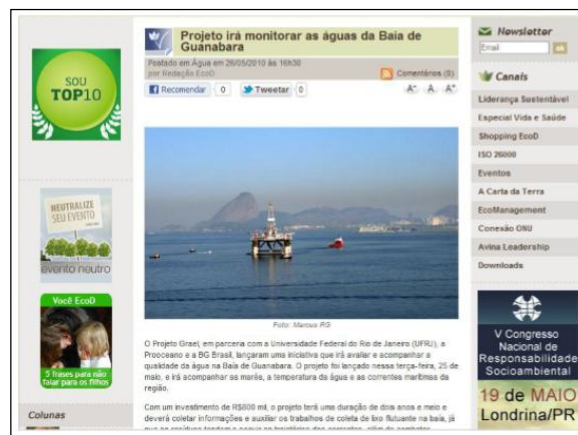 SOU
TOP10
NEUTRALIZE
SEU EVENTO
evento neutro
Você EcoD
5 frases para não
falar para os filhos
Colunas
Projeto irá monitorar as águas da Baia de
Guanabara
Postado em Água em 26/05/2010 às 16h30
por Redação EcoD
Comentários (5)
Recomendar 0
Tweetar 0
A- A A+
Foto: Marcus RG
O Projeto Grael, em parceria com a Universidade Federal do Rio de Janeiro (UFRJ), a
Prooceano e a BG Brasil, lançaram uma iniciativa que irá avaliar e acompanhar a
qualidade da água na Baía de Guanabara. O projeto foi lançado nessa terça-feira, 25 de
maio, e irá acompanhar as marés, a temperatura da água e as correntes marítimas da
região.
Com um investimento de R$800 mil, o projeto terá uma duração de dois anos e meio e
deverá coletar informações e auxiliar os trabalhos de coleta de lixo flutuante na baía, já
Newsletter
Email
Canais
Liderança Sustentável
Especial Vida e Saúde
Shopping EcoD
ISO 26000
Eventos
A Carta da Terra
EcoManagement
Conexão ONU
Avina Leadership
Downloads
V Congresso
Nacional de
Responsabilidade
Socioambiental
19 de MAIO
Londrina/PR